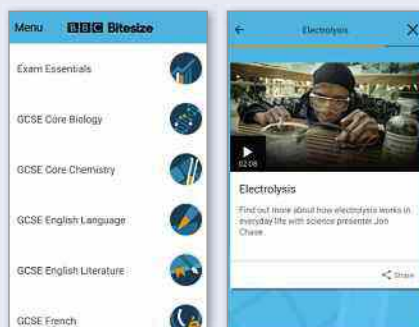 Menu BBC Bitesize
Exam Essentials
GCSE Core Biology
GCSE Core Chemistry
GCSE English Language
GCSE English Literature
GCSE French
Electrolysis
02:08
Electrolysis
Find out more about how electrolysis works in
everyday life with science presenter Jon
Chase.
Share